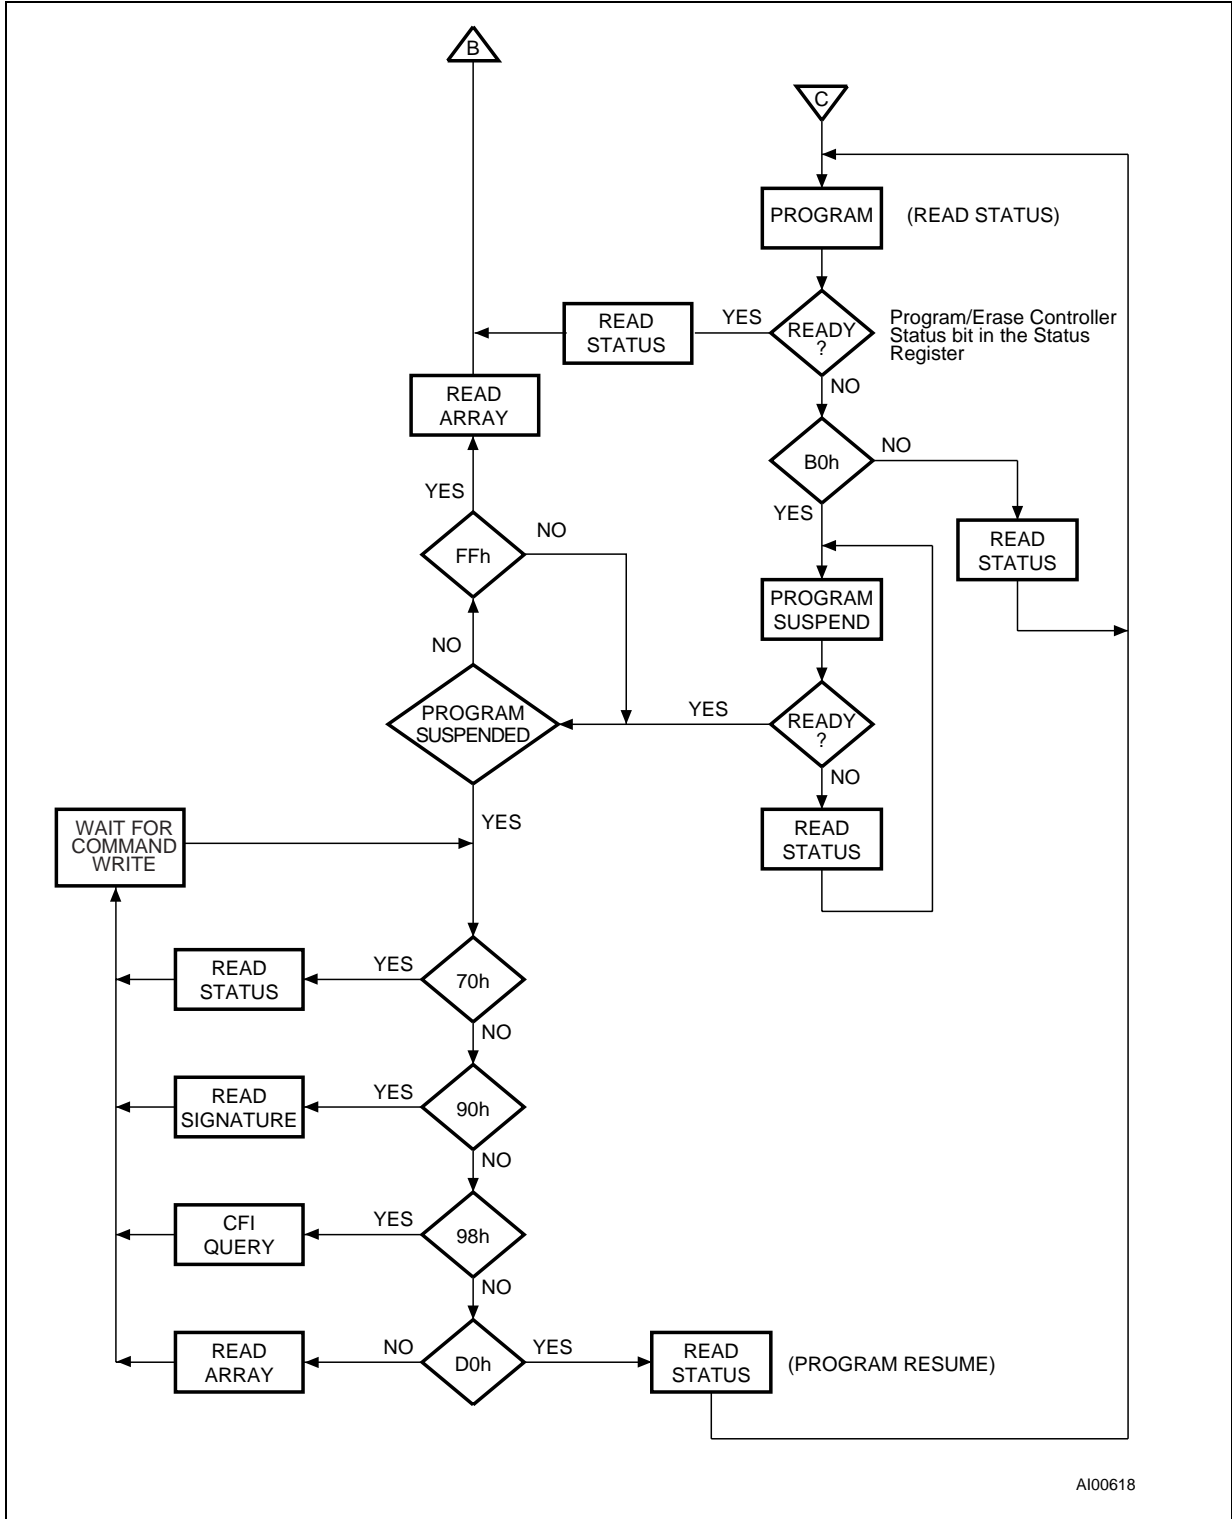 B
C
PROGRAM
(READ STATUS)
READ
STATUS
YES
READY
?
Program/Erase Controller
Status bit in the Status
Register
NO
READ
ARRAY
B0h
NO
YES
YES
FFh
NO
READ
STATUS
PROGRAM
SUSPEND
NO
PROGRAM
SUSPENDED
YES
READY
?
NO
YES
WAIT FOR
COMMAND
WRITE
READ
STATUS
READ
STATUS
YES
70h
NO
READ
SIGNATURE
YES
90h
NO
CFI
QUERY
YES
98h
NO
READ
ARRAY
NO
D0h
YES
READ
STATUS
(PROGRAM RESUME)
AI00618